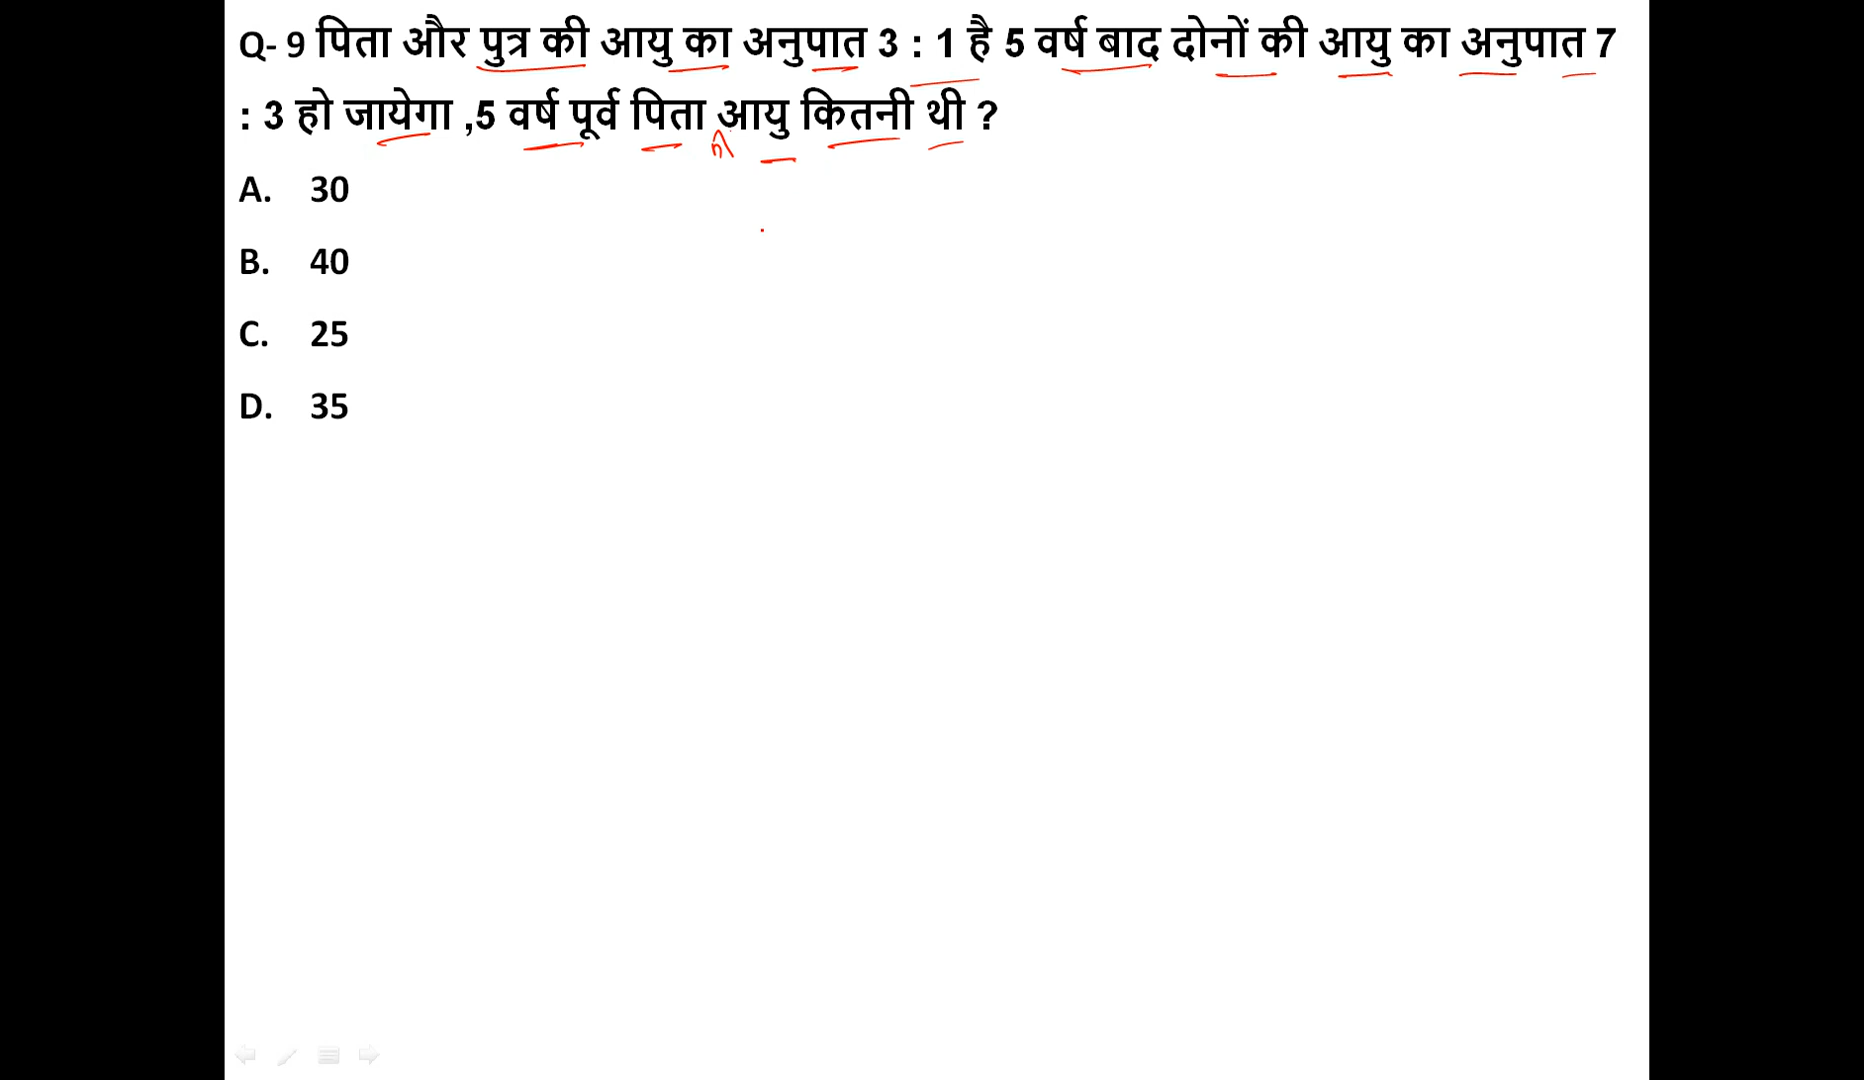 Q- 9 पिता और पुत्र की आयु का अनुपात 3 : 1 है 5 वर्ष बाद दोनों की आयु का अनुपात 7
: 3 हो जायेगा ,5 वर्ष पूर्व पिता आयु कितनी थी ?
की
A. 30
B. 40
C. 25
D. 35